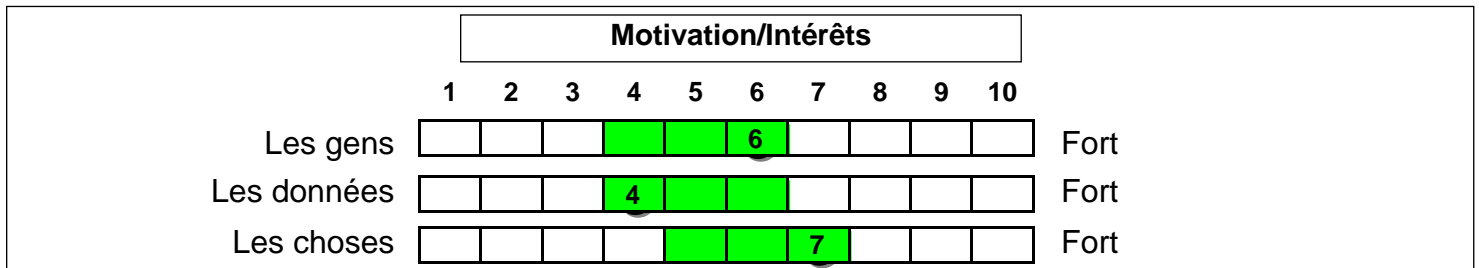 Motivation/Intérêts
1 2 3 4 5 6 7 8 9 10
Les gens 6 Fort
Les données 4 Fort
Les choses 7 Fort